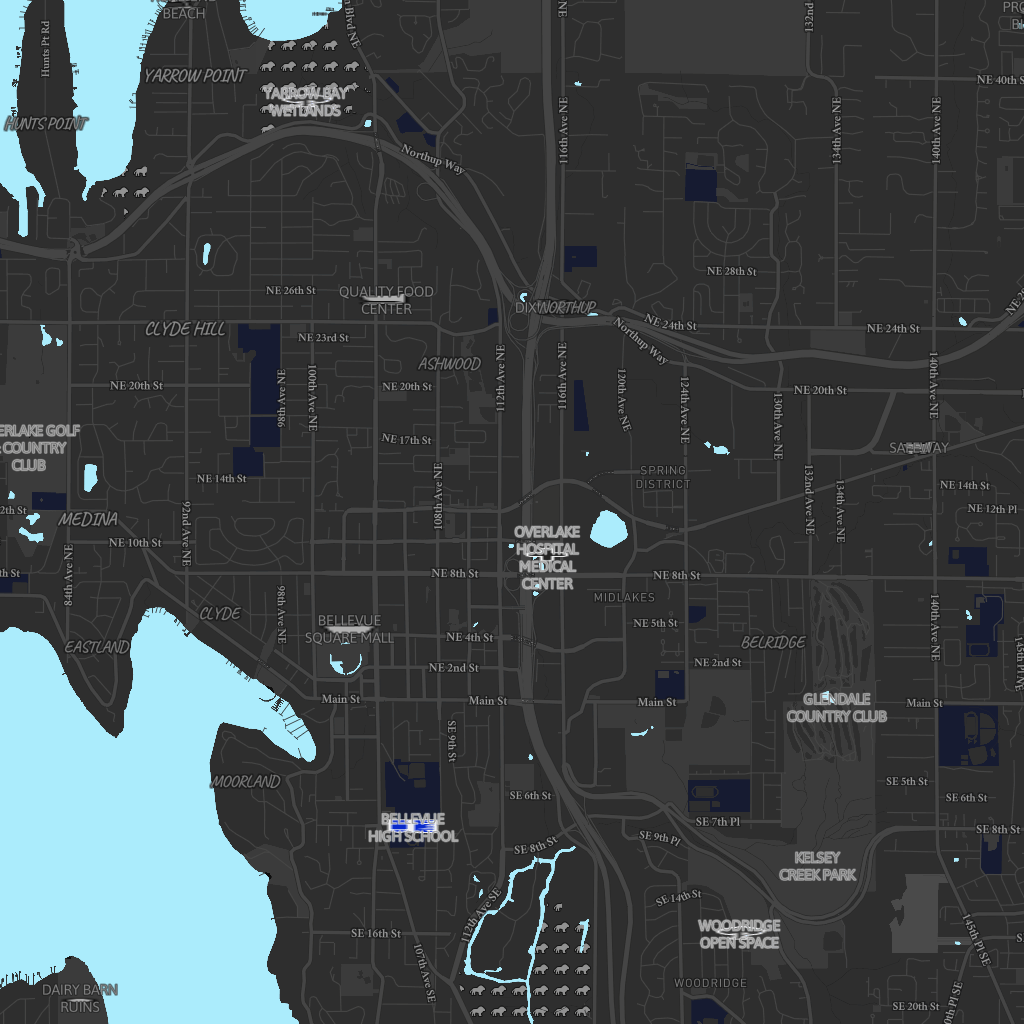 BEACH
Hunts Pt Rd
Blvd NE
NE
132nd
YARROW POINT
NE 40th S
YARROW BAY
WETLANDS
HUNTS POINT
116th Ave NE
134th Ave NE
140th Ave NE
Northup Way
NE 28th St
NE 26th St
QUALITY FOOD
CENTER
NORTHUP
CLYDE HILL
NE 23rd St
NE 24th St
NE 24th St
Northup Way
ASHWOOD
NE 20th St
NE 20th St
NE 20th St
98th Ave NE
100th Ave NE
112th Ave NE
116th Ave NE
120th Ave NE
124th Ave NE
130th Ave NE
140th Ave NE
ERLAKE GOLF
COUNTRY
CLUB
NE 17th St
SAFEWAY
NE 14th St
SPRING
DISTRICT
NE 14th St
108th Ave NE
132nd Ave NE
134th Ave NE
2th St
MEDINA
92nd Ave NE
NE 12th Pl
NE 10th St
OVERLAKE
HOSPITAL
MEDICAL
CENTER
84th Ave NE
th St
NE 8th St
NE 8th St
98th Ave NE
CLYDE
MIDLAKES
140th Ave NE
BELLEVUE
SQUARE MALL
NE 5th St
NE 4th St
BELRIDGE
EASTLAND
NE 2nd St
NE 2nd St
145th Pl NE
Main St
Main St
Main St
Main St
GLENDALE
COUNTRY CLUB
SE 9th St
MOORLAND
SE 6th St
SE 5th St
SE 6th St
BELLEVUE
HIGH SCHOOL
SE 7th Pl
SE 8th St
SE 9th Pl
SE 8th St
KELSEY
CREEK PARK
SE 14th St
112th Ave SE
SE 16th St
WOODRIDGE
OPEN SPACE
145th Pl SE
107th Ave SE
DAIRY BARN
RUINS
WOODRIDGE
SE 20th St